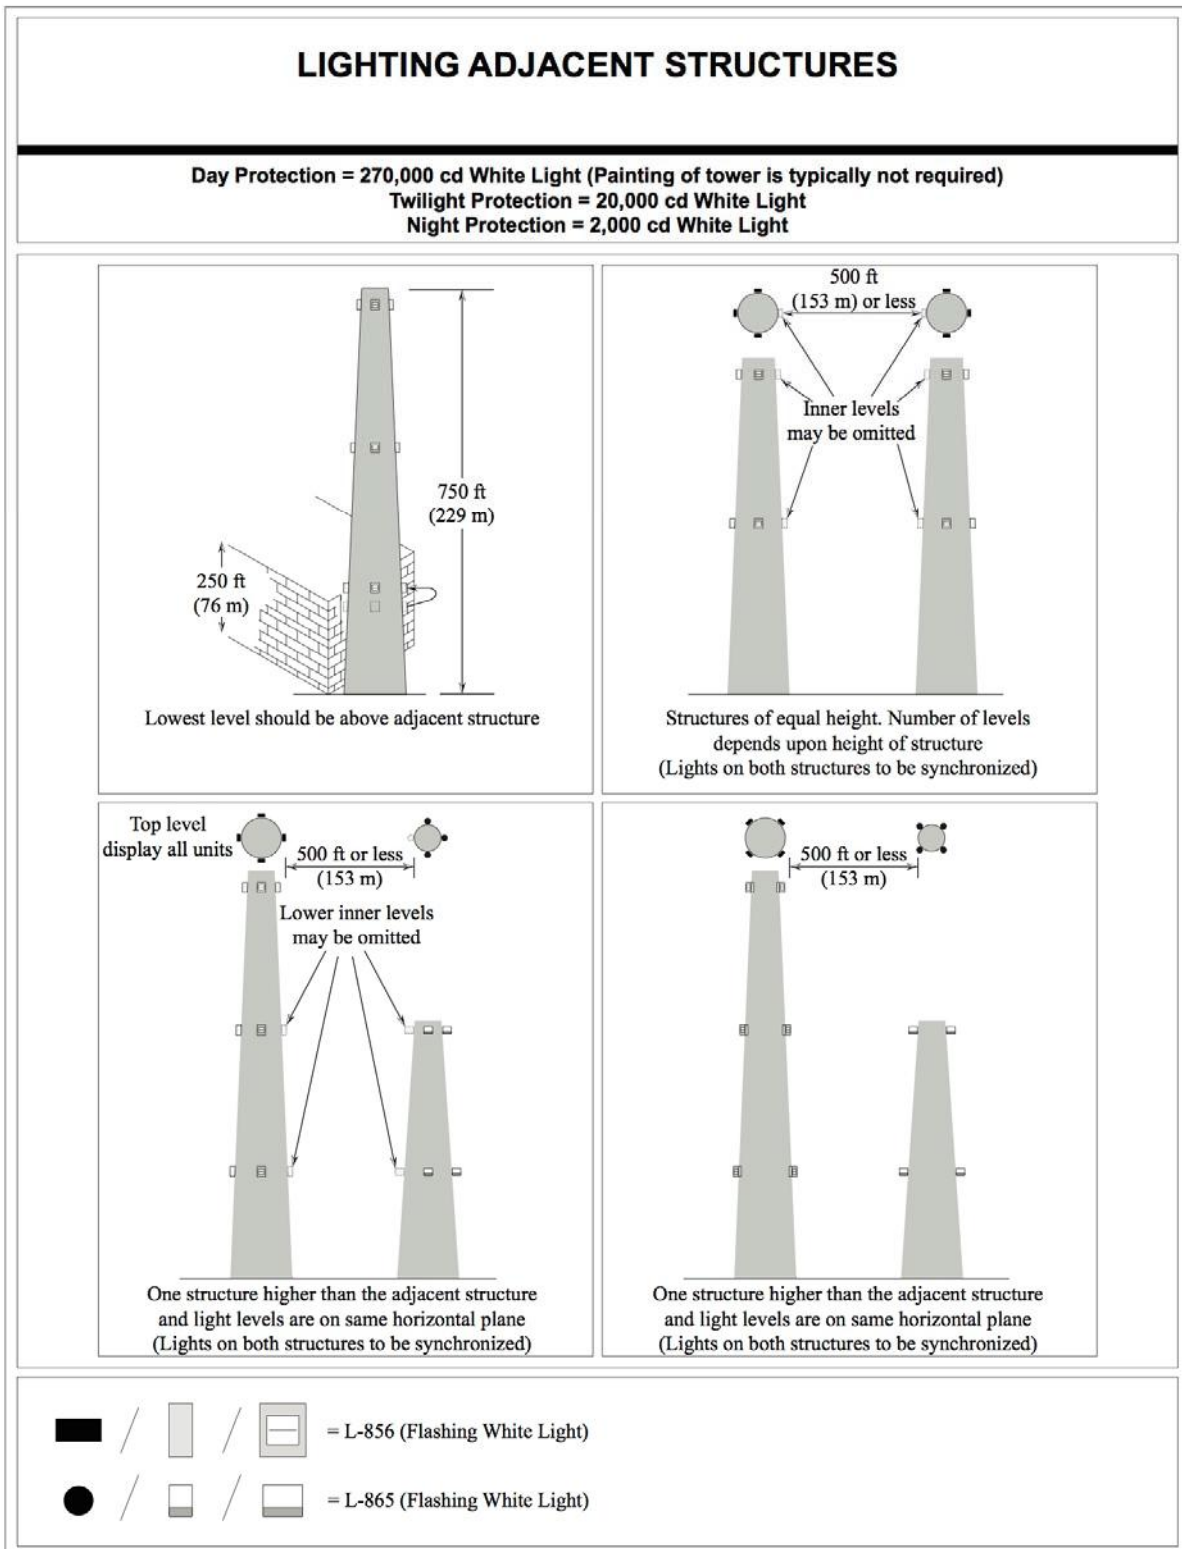 LIGHTING ADJACENT STRUCTURES
Day Protection = 270,000 cd White Light (Painting of tower is typically not required)
Twilight Protection = 20,000 cd White Light
Night Protection = 2,000 cd White Light
750 ft
(229 m)
250 ft
(76 m)
Lowest level should be above adjacent structure
500 ft
(153 m) or less
Inner levels
may be omitted
Structures of equal height. Number of levels
depends upon height of structure
(Lights on both structures to be synchronized)
Top level
display all units
500 ft or less
(153 m)
Lower inner levels
may be omitted
One structure higher than the adjacent structure
and light levels are on same horizontal plane
(Lights on both structures to be synchronized)
500 ft or less
(153 m)
One structure higher than the adjacent structure
and light levels are on same horizontal plane
(Lights on both structures to be synchronized)
/ / = L-856 (Flashing White Light)
/ / = L-865 (Flashing White Light)